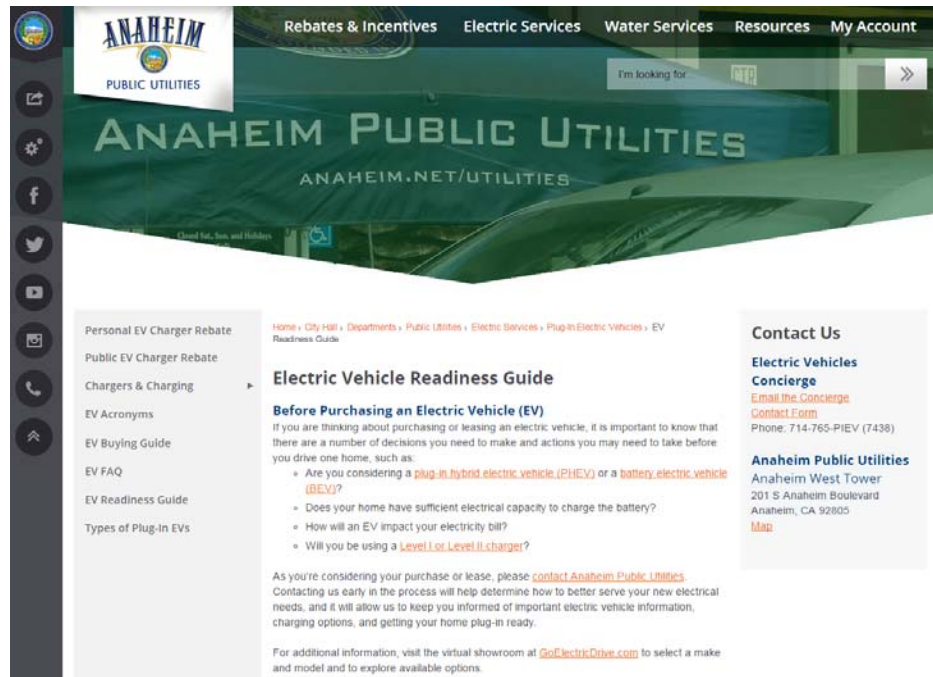 ANAHEIM
PUBLIC UTILITIES
Rebates & Incentives Electric Services Water Services Resources My Account
I'm looking for
CTR
ANAHEIM PUBLIC UTILITIES
ANAHEIM.NET/UTILITIES
Closed Sat., Sun. and Holidays
Personal EV Charger Rebate
Public EV Charger Rebate
Chargers & Charging
EV Acronyms
EV Buying Guide
EV FAQ
EV Readiness Guide
Types of Plug-In EVs
Home › City Hall › Departments › Public Utilities › Electric Services › Plug-In Electric Vehicles › EV
Readiness Guide
Electric Vehicle Readiness Guide
Before Purchasing an Electric Vehicle (EV)
If you are thinking about purchasing or leasing an electric vehicle, it is important to know that
there are a number of decisions you need to make and actions you may need to take before
you drive one home, such as:
Are you considering a plug-in hybrid electric vehicle (PHEV) or a battery electric vehicle
(BEV)?
Does your home have sufficient electrical capacity to charge the battery?
How will an EV impact your electricity bill?
Will you be using a Level I or Level II charger?
As you're considering your purchase or lease, please contact Anaheim Public Utilities.
Contacting us early in the process will help determine how to better serve your new electrical
needs, and it will allow us to keep you informed of important electric vehicle information,
charging options, and getting your home plug-in ready.
For additional information, visit the virtual showroom at GoElectricDrive.com to select a make
and model and to explore available options.
Contact Us
Electric Vehicles
Concierge
Email the Concierge
Contact Form
Phone: 714-765-PIEV (7438)
Anaheim Public Utilities
Anaheim West Tower
201 S Anaheim Boulevard
Anaheim, CA 92805
Map